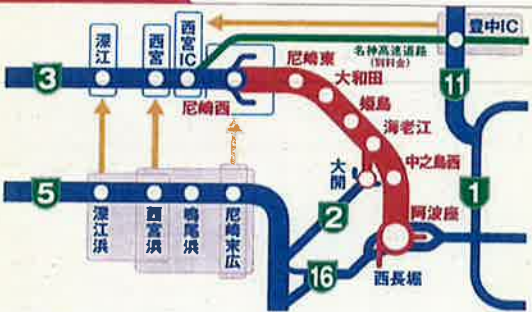 深江
西宮
西宮IC
豊中IC
名神高速道路
(別料金)
3
尼崎西
尼崎東
大和田
姫島
海老江
中之島西
大開
阿波座
西長堀
11
1
5
2
16
深江浜
西宮浜
鳴尾浜
尼崎末広